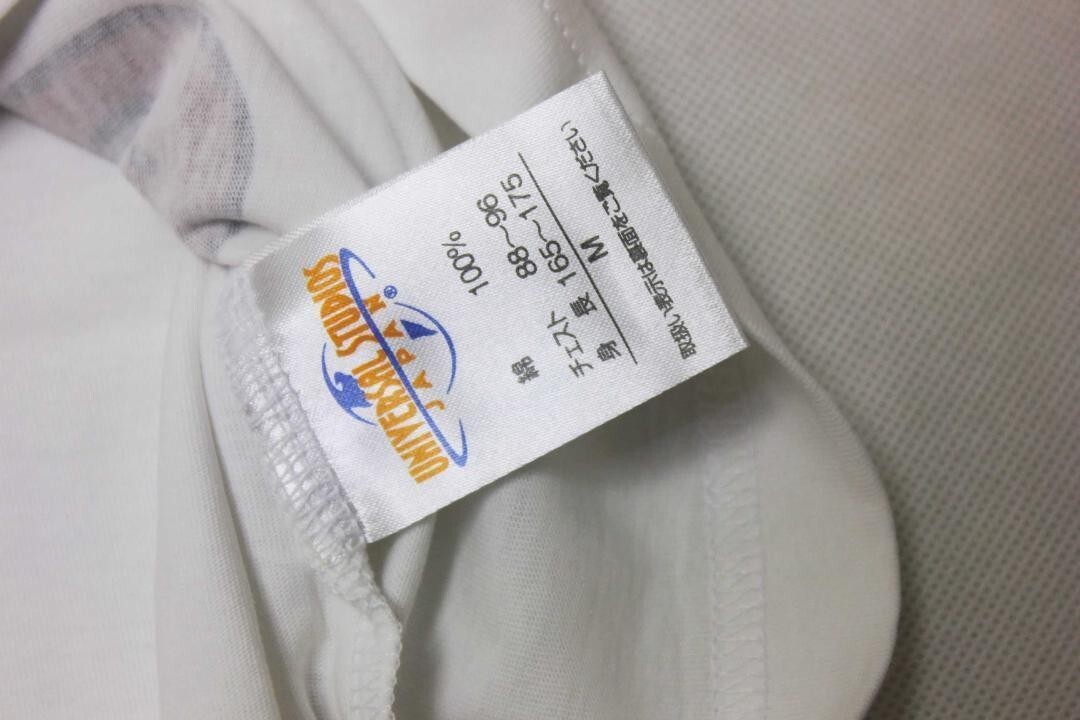 UNIVERSAL STUDIOS
JAPAN®
綿 100%
チェスト 88～96
身長 165～175
M
取扱い表示は裏面をご覧ください